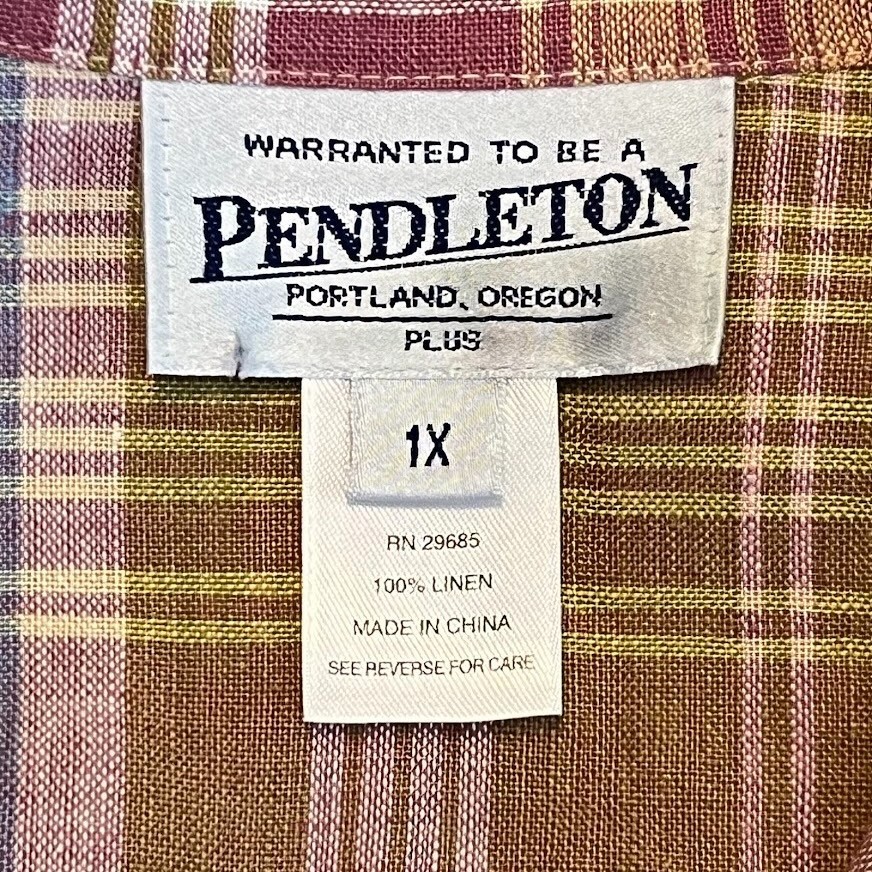 WARRANTED TO BE A
PENDLETON
PORTLAND, OREGON
PLUS
1X
RN 29685
100% LINEN
MADE IN CHINA
SEE REVERSE FOR CARE